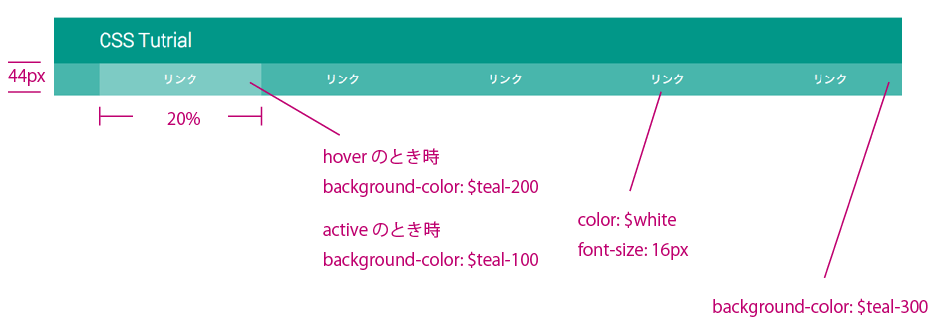 CSS Tutrial
44px
リンク
リンク
リンク
リンク
リンク
20%
hover のとき時
background-color: $teal-200
active のとき時
background-color: $teal-100
color: $white
font-size: 16px
background-color: $teal-300